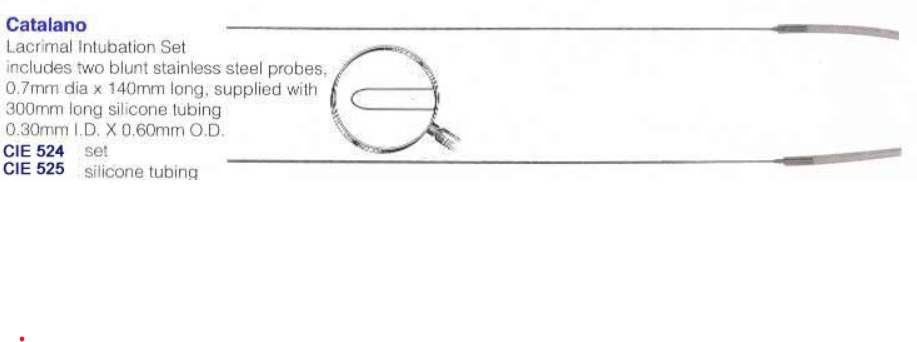 Catalano
Lacrimal Intubation Set
includes two blunt stainless steel probes,
0.7mm dia x 140mm long, supplied with
300mm long silicone tubing
0.30mm I.D. X 0.60mm O.D.
CIE 524 set
CIE 525 silicone tubing